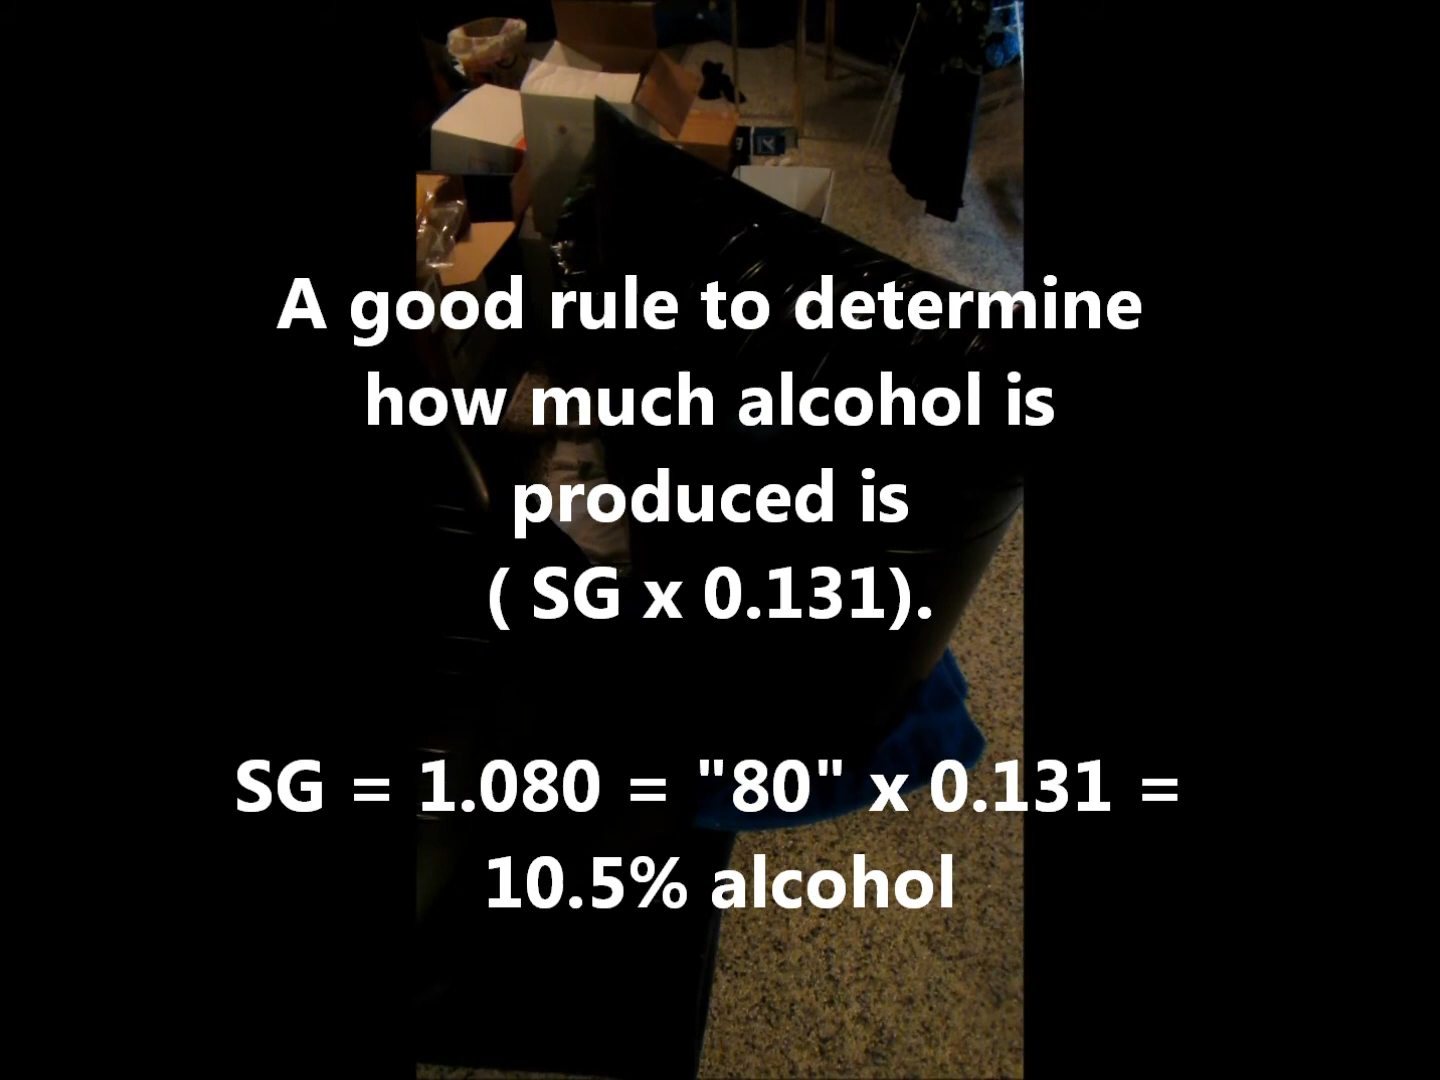 A good rule to determine
how much alcohol is
produced is
( SG x 0.131).
SG = 1.080 = "80" x 0.131 =
10.5% alcohol